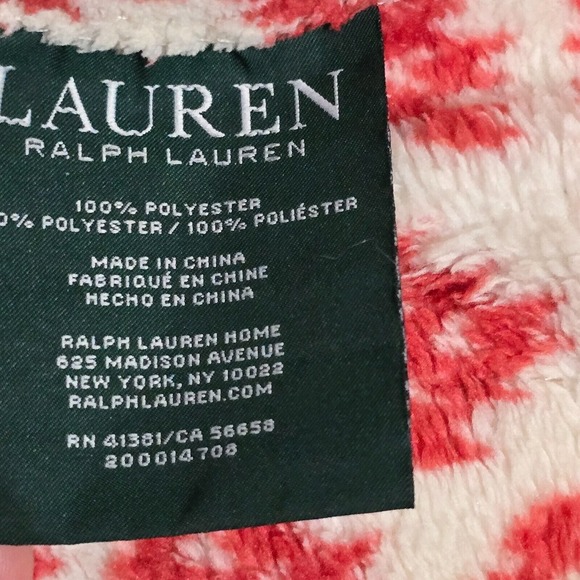 LAUREN
RALPH LAUREN
100% POLYESTER
0% POLYESTER / 100% POLIÉSTER
MADE IN CHINA
FABRIQUÉ EN CHINE
HECHO EN CHINA
RALPH LAUREN HOME
625 MADISON AVENUE
NEW YORK, NY 10022
RALPHLAUREN.COM
RN 41381/CA 56658
200014708